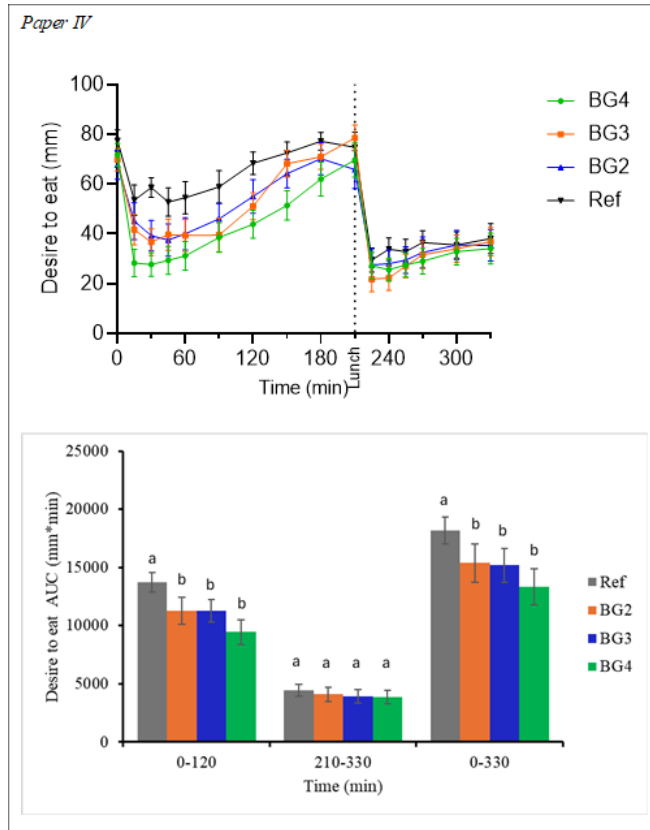 Paper IV
100
80
60
40
20
0
Desire to eat (mm)
0 60 120 180 240 300
Lunch
Time (min)
BG4
BG3
BG2
Ref
25000
20000
15000
10000
5000
0
Desire to eat AUC (mm*min)
a b b b
a a a a
a b b b
0-120 210-330 0-330
Time (min)
Ref
BG2
BG3
BG4